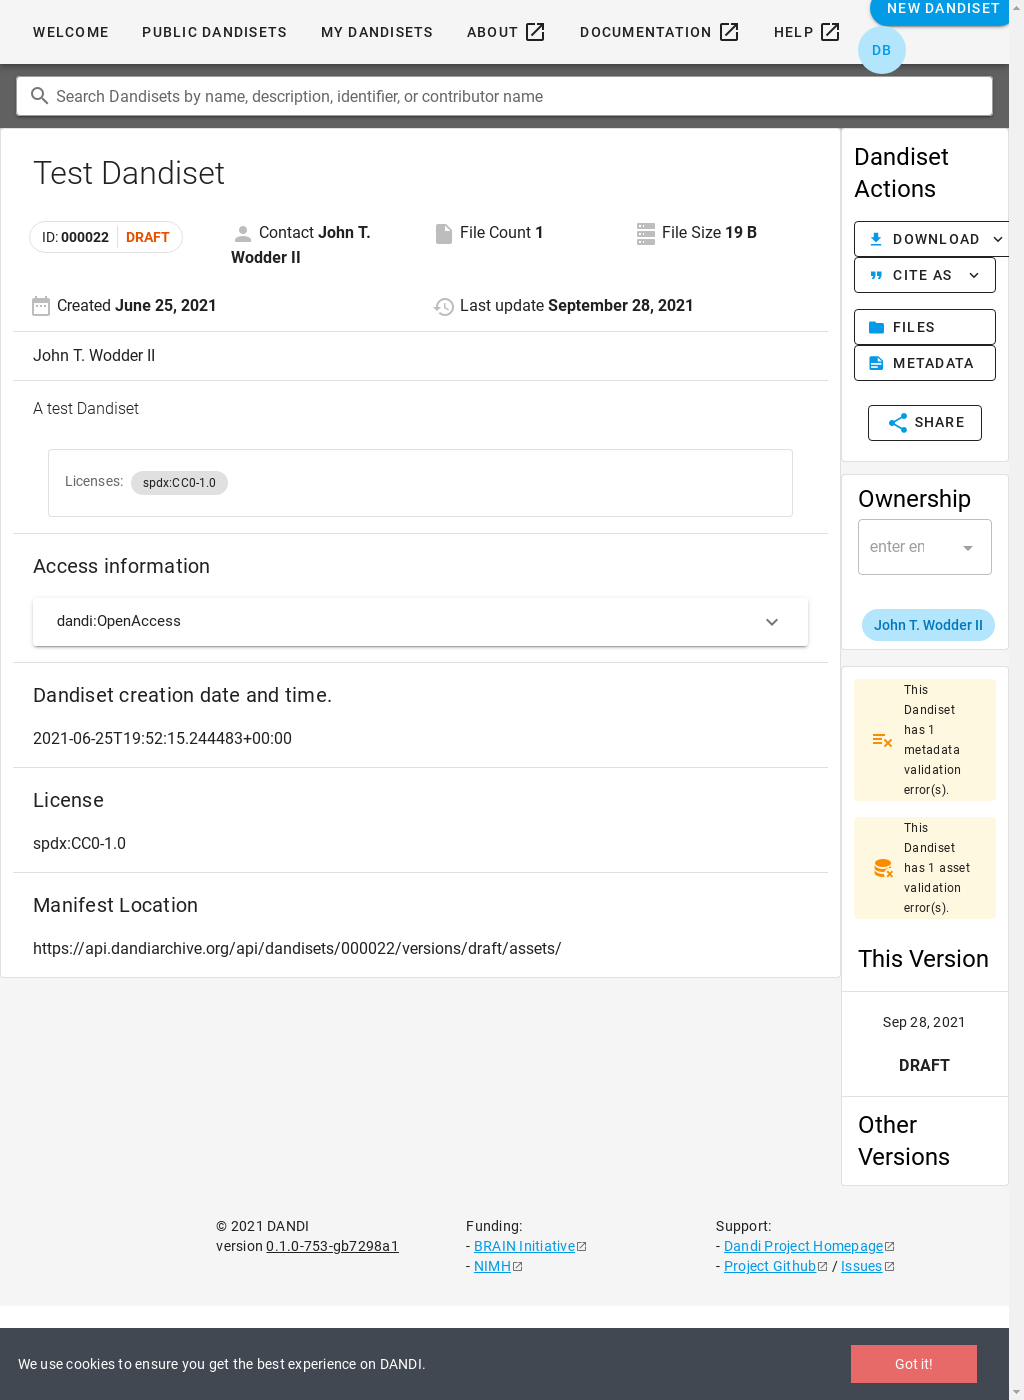 WELCOME PUBLIC DANDISETS MY DANDISETS ABOUT DOCUMENTATION HELP NEW DANDISET
DB
Search Dandisets by name, description, identifier, or contributor name
Test Dandiset
ID: 000022 DRAFT
Contact John T. Wodder II
File Count 1
File Size 19 B
Created June 25, 2021
Last update September 28, 2021
John T. Wodder II
A test Dandiset
Licenses: spdx:CC0-1.0
Access information
dandi:OpenAccess
Dandiset creation date and time.
2021-06-25T19:52:15.244483+00:00
License
spdx:CC0-1.0
Manifest Location
https://api.dandiarchive.org/api/dandisets/000022/versions/draft/assets/
Dandiset
Actions
DOWNLOAD
CITE AS
FILES
METADATA
SHARE
Ownership
enter en
John T. Wodder II
This
Dandiset
has 1
metadata
validation
error(s).
This
Dandiset
has 1 asset
validation
error(s).
This Version
Sep 28, 2021
DRAFT
Other
Versions
© 2021 DANDI
version 0.1.0-753-gb7298a1
Funding:
- BRAIN Initiative
- NIMH
Support:
- Dandi Project Homepage
- Project Github / Issues
We use cookies to ensure you get the best experience on DANDI.
Got it!